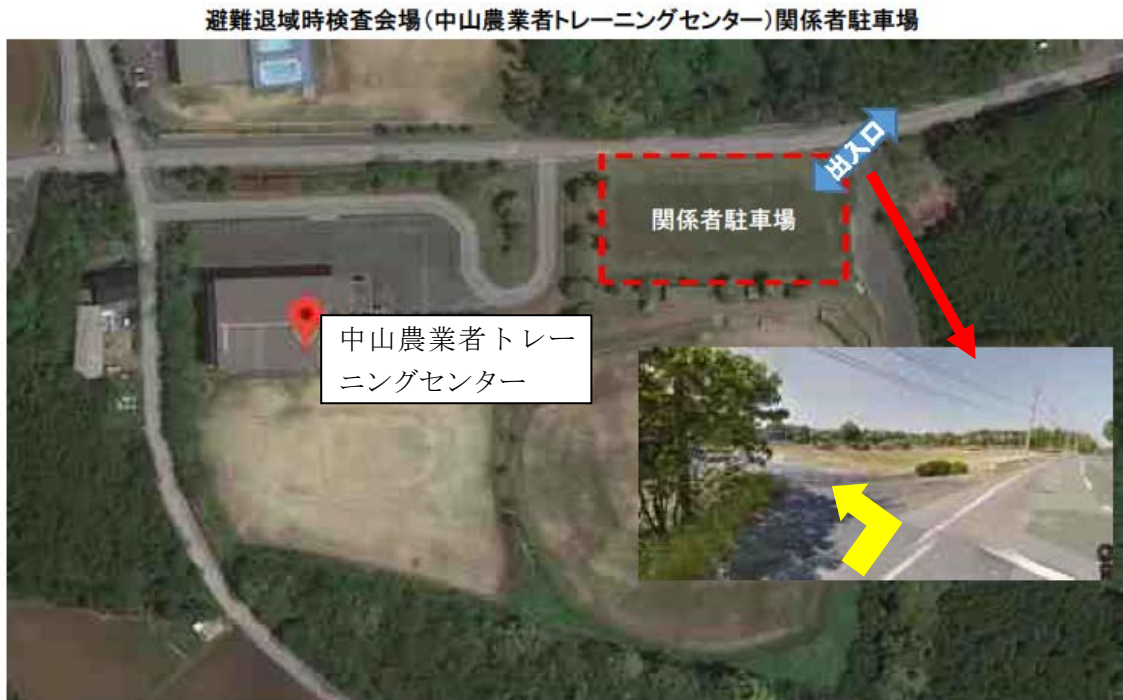 避難退域時検査会場(中山農業者トレーニングセンター)関係者駐車場
出入口
関係者駐車場
中山農業者トレー
ニングセンター